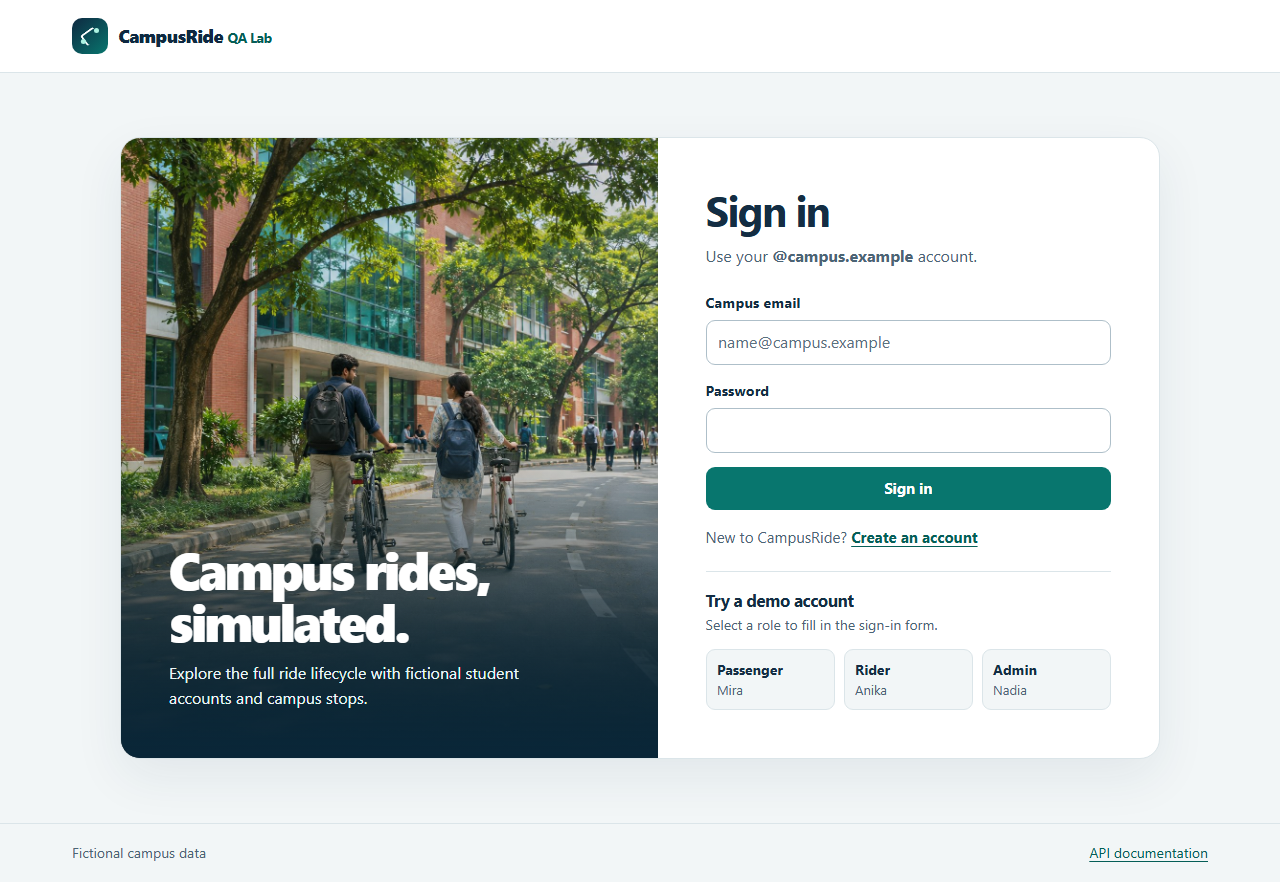 CampusRide QA Lab
Campus rides,
simulated.
Explore the full ride lifecycle with fictional student
accounts and campus stops.
Sign in
Use your @campus.example account.
Campus email
name@campus.example
Password
Sign in
New to CampusRide? Create an account
Try a demo account
Select a role to fill in the sign-in form.
Passenger
Mira
Rider
Anika
Admin
Nadia
Fictional campus data
API documentation